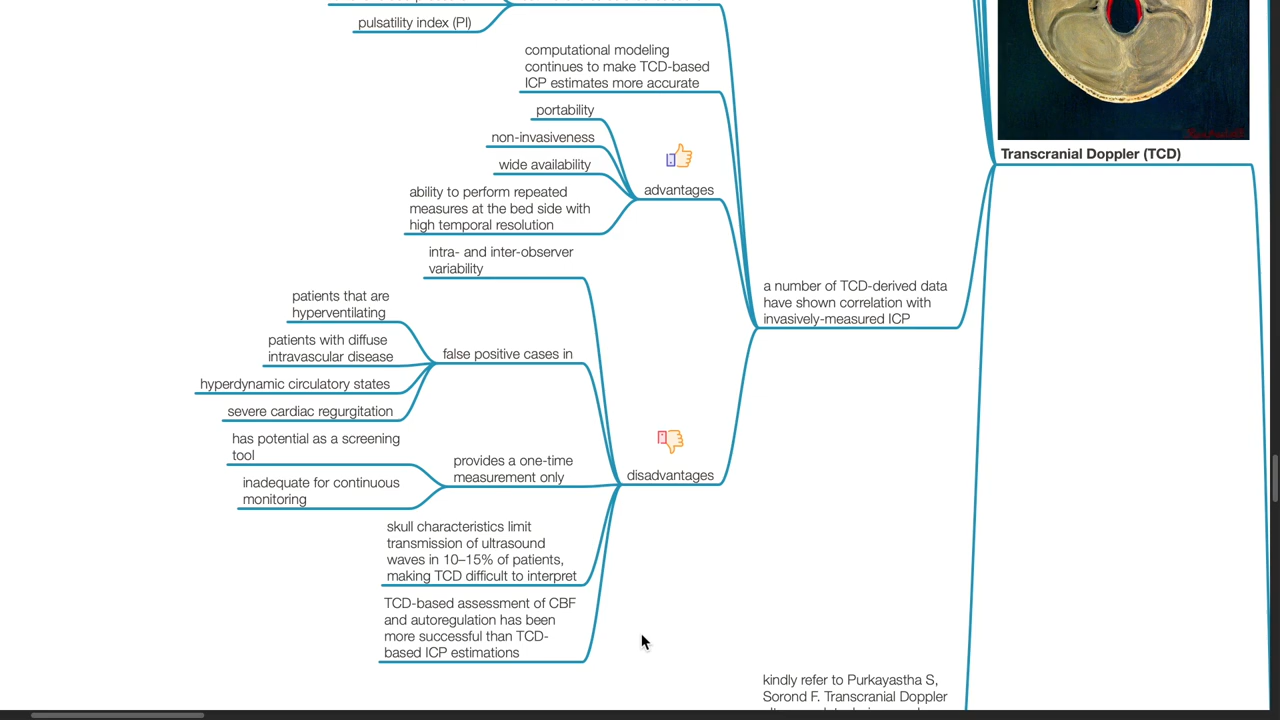 pulsatility index (PI)
computational modeling
continues to make TCD-based
ICP estimates more accurate
portability
non-invasiveness
wide availability
ability to perform repeated
measures at the bed side with
high temporal resolution
advantages
Transcranial Doppler (TCD)
intra- and inter-observer
variability
a number of TCD-derived data
have shown correlation with
invasively-measured ICP
patients that are
hyperventilating
patients with diffuse
intravascular disease
hyperdynamic circulatory states
severe cardiac regurgitation
false positive cases in
has potential as a screening
tool
inadequate for continuous
monitoring
provides a one-time
measurement only
disadvantages
skull characteristics limit
transmission of ultrasound
waves in 10–15% of patients,
making TCD difficult to interpret
TCD-based assessment of CBF
and autoregulation has been
more successful than TCD-
based ICP estimations
kindly refer to Purkayastha S,
Sorond F. Transcranial Doppler